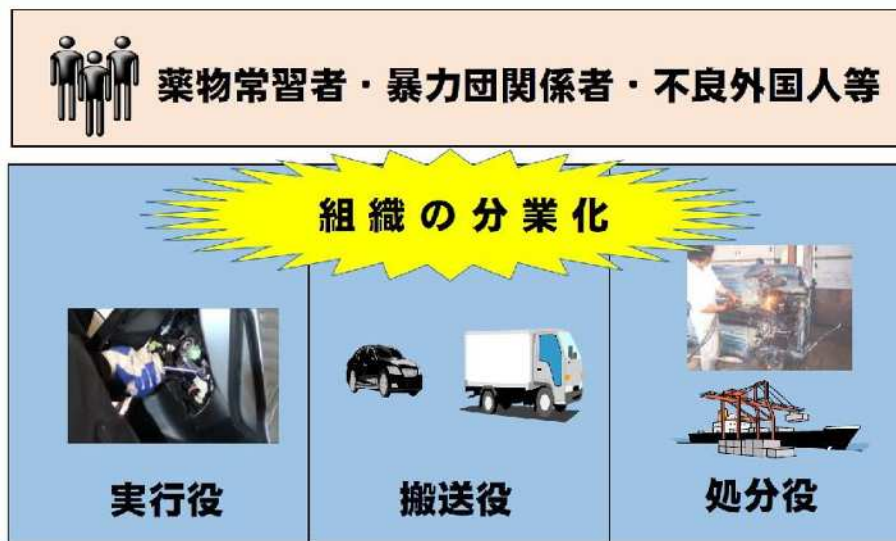 薬物常習者・暴力団関係者・不良外国人等
組織の分業化
実行役
搬送役
処分役